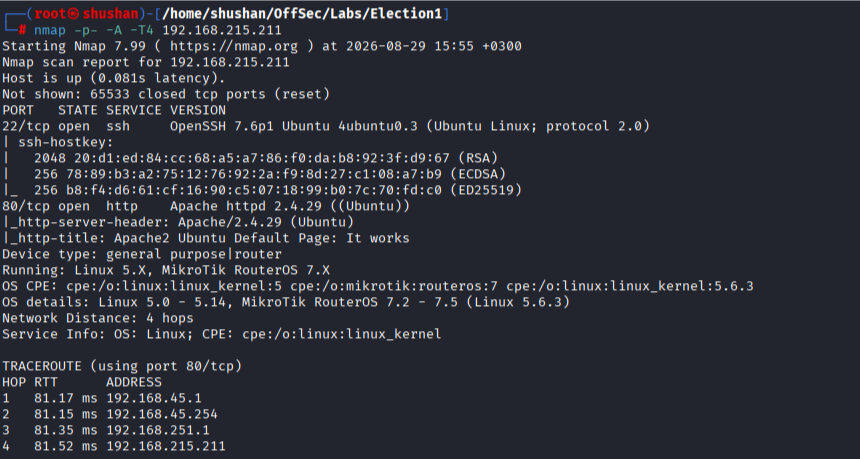 ┌──(root㉿shushan)-[/home/shushan/OffSec/Labs/Election1]
└─# nmap -p- -A -T4 192.168.215.211
Starting Nmap 7.99 ( https://nmap.org ) at 2026-08-29 15:55 +0300
Nmap scan report for 192.168.215.211
Host is up (0.081s latency).
Not shown: 65533 closed tcp ports (reset)
PORT   STATE SERVICE VERSION
22/tcp open  ssh     OpenSSH 7.6p1 Ubuntu 4ubuntu0.3 (Ubuntu Linux; protocol 2.0)
| ssh-hostkey:
|   2048 20:d1:ed:84:cc:68:a5:a7:86:f0:da:b8:92:3f:d9:67 (RSA)
|   256 78:89:b3:a2:75:12:76:92:2a:f9:8d:27:c1:08:a7:b9 (ECDSA)
|_  256 b8:f4:d6:61:cf:16:90:c5:07:18:99:b0:7c:70:fd:c0 (ED25519)
80/tcp open  http    Apache httpd 2.4.29 ((Ubuntu))
|_http-server-header: Apache/2.4.29 (Ubuntu)
|_http-title: Apache2 Ubuntu Default Page: It works
Device type: general purpose|router
Running: Linux 5.X, MikroTik RouterOS 7.X
OS CPE: cpe:/o:linux:linux_kernel:5 cpe:/o:mikrotik:routeros:7 cpe:/o:linux:linux_kernel:5.6.3
OS details: Linux 5.0 - 5.14, MikroTik RouterOS 7.2 - 7.5 (Linux 5.6.3)
Network Distance: 4 hops
Service Info: OS: Linux; CPE: cpe:/o:linux:linux_kernel

TRACEROUTE (using port 80/tcp)
HOP RTT      ADDRESS
1   81.17 ms 192.168.45.1
2   81.15 ms 192.168.45.254
3   81.35 ms 192.168.251.1
4   81.52 ms 192.168.215.211